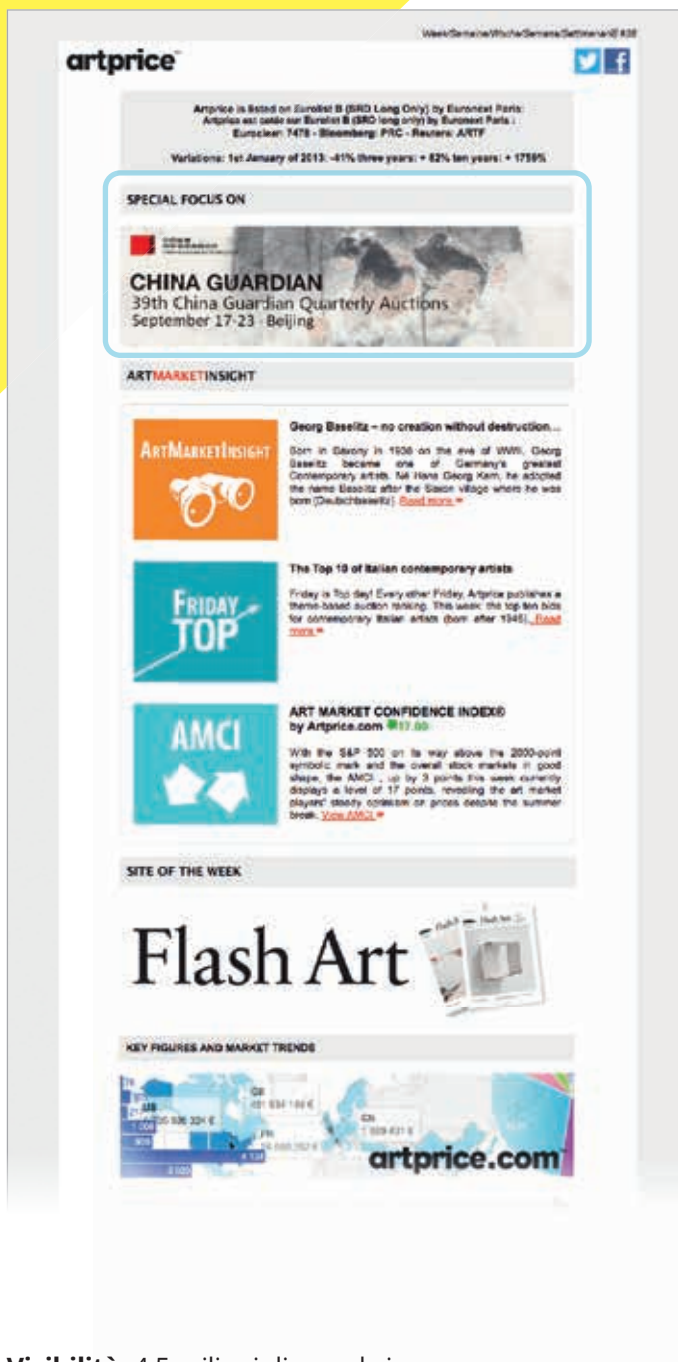 artprice
Artprice is listed on Eurolist B (SRD Long Only) by Euronext Paris:
Artprice est cotée sur Eurolist B (SRD long only) by Euronext Paris :
Euroclear: 7478 - Bloomberg: PRC - Reuters: ARTF
Variations: 1st January of 2013: -41% three years: + 82% ten years: + 1759%
SPECIAL FOCUS ON
CHINA GUARDIAN
39th China Guardian Quarterly Auctions
September 17-23 · Beijing
ARTMARKETINSIGHT
ARTMARKETINSIGHT
Georg Baselitz – no creation without destruction…
Born in Saxony in 1938 on the eve of WWII, Georg
Baselitz became one of Germany's greatest
Contemporary artists. Né Hans Georg Kern, he adopted
the name Baselitz after the Saxon village where he was
born (Deutschbaselitz). Read more
FRIDAY
TOP
The Top 10 of Italian contemporary artists
Friday is Top day! Every other Friday, Artprice publishes a
theme-based auction ranking. This week: the top ten bids
for contemporary Italian artists (born after 1945). Read
more
AMCI
ART MARKET CONFIDENCE INDEX®
by Artprice.com 17.00
With the S&P 500 on its way above the 2000-point
symbolic mark and the overall stock markets in good
shape, the AMCI , up by 3 points this week currently
displays a level of 17 points, revealing the art market
players' steady optimism on prices despite the summer
break. View AMCI
SITE OF THE WEEK
Flash Art
KEY FIGURES AND MARKET TRENDS
artprice.com